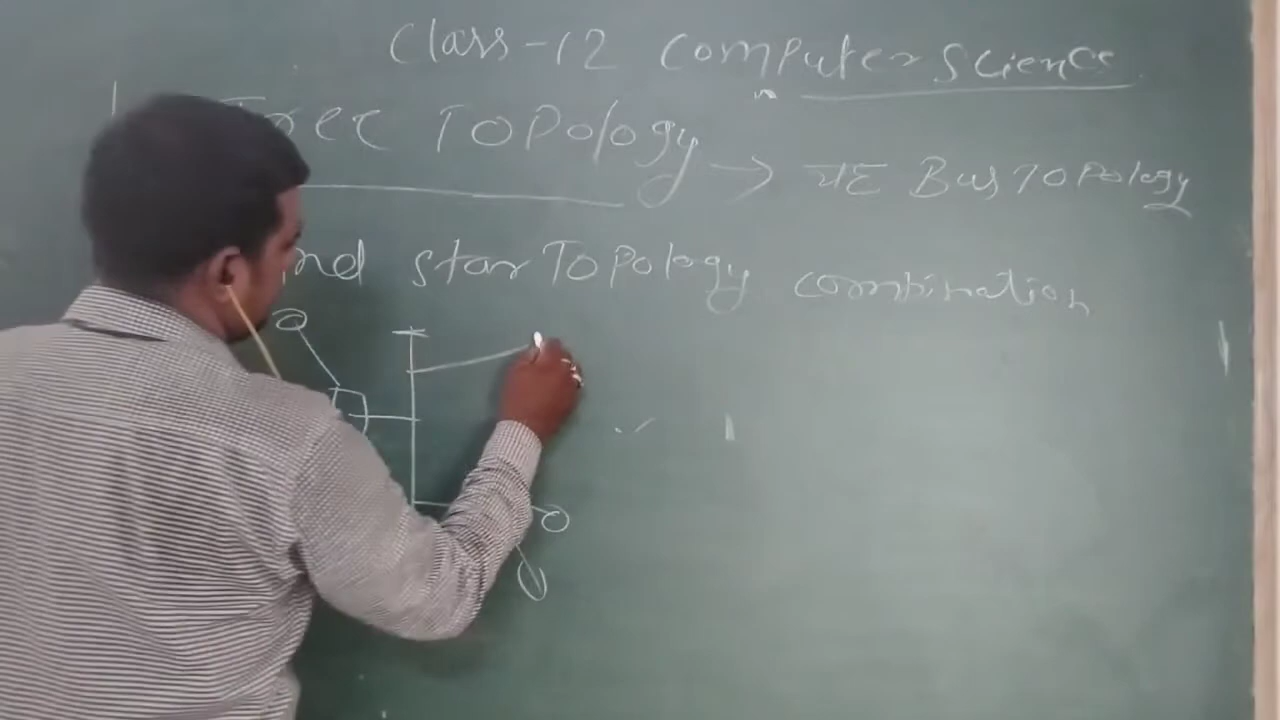 Class-12 Computer Science
Tree Topology → यह Bus Topology
and star Topology combination